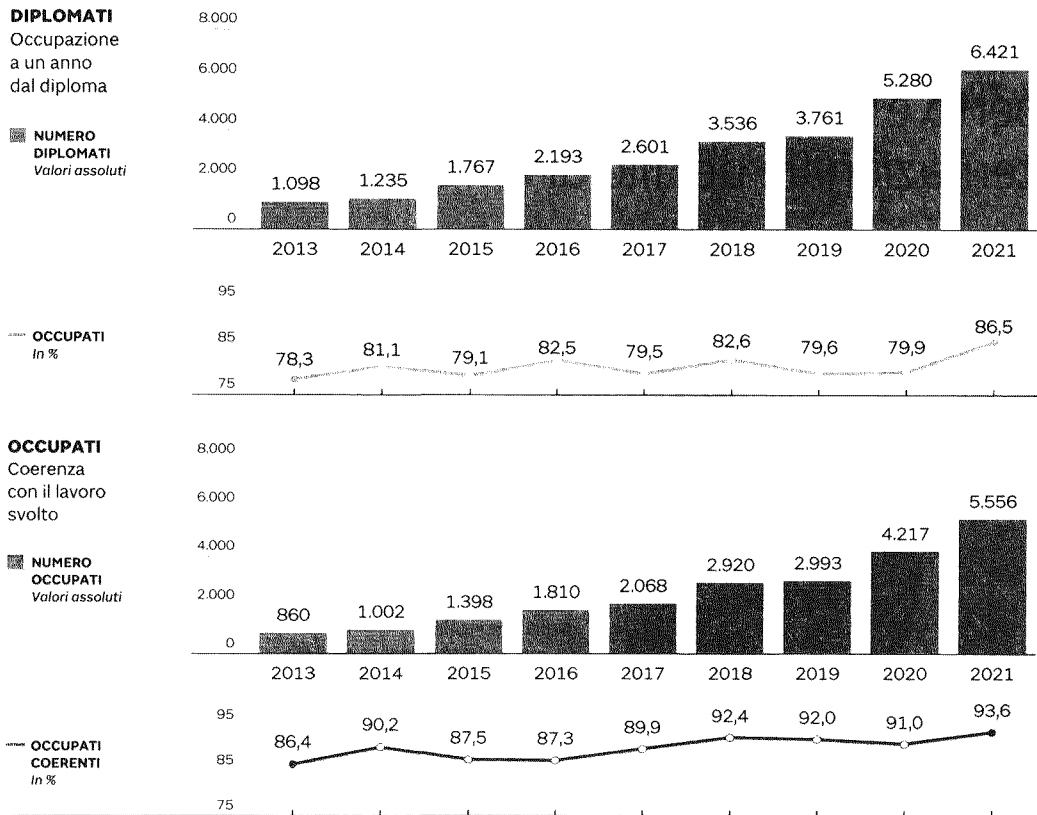 DIPLOMATI
Occupazione
a un anno
dal diploma
NUMERO
DIPLOMATI
Valori assoluti
8.000
6.000
4.000
2.000
0
1.098 1.235 1.767 2.193 2.601 3.536 3.761 5.280 6.421
2013 2014 2015 2016 2017 2018 2019 2020 2021
OCCUPATI
In %
95
85
75
78,3 81,1 79,1 82,5 79,5 82,6 79,6 79,9 86,5
OCCUPATI
Coerenza
con il lavoro
svolto
NUMERO
OCCUPATI
Valori assoluti
8.000
6.000
4.000
2.000
0
860 1.002 1.398 1.810 2.068 2.920 2.993 4.217 5.556
2013 2014 2015 2016 2017 2018 2019 2020 2021
OCCUPATI
COERENTI
In %
95
85
75
86,4 90,2 87,5 87,3 89,9 92,4 92,0 91,0 93,6